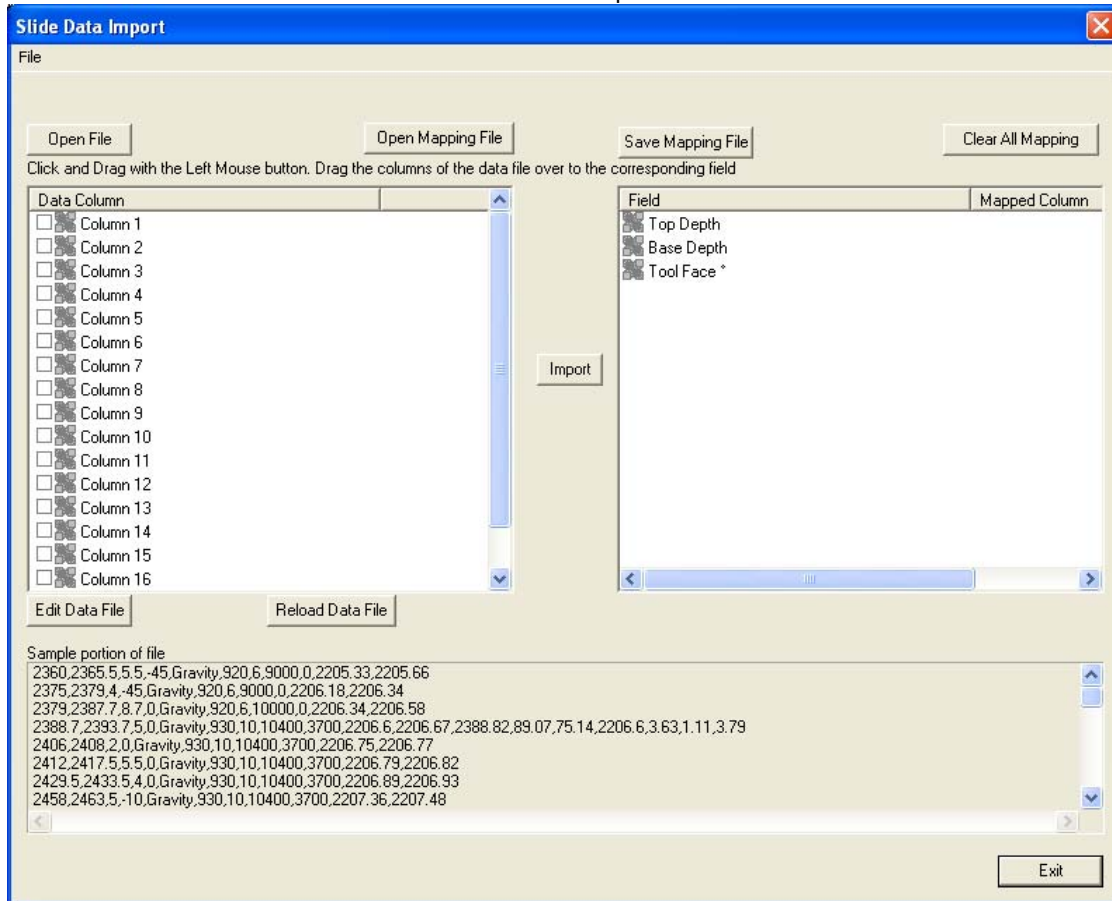 Slide Data Import
File
Open File
Open Mapping File
Save Mapping File
Clear All Mapping
Click and Drag with the Left Mouse button. Drag the columns of the data file over to the corresponding field
Data Column
Column 1
Column 2
Column 3
Column 4
Column 5
Column 6
Column 7
Column 8
Column 9
Column 10
Column 11
Column 12
Column 13
Column 14
Column 15
Column 16
Import
Field Mapped Column
Top Depth
Base Depth
Tool Face °
Edit Data File
Reload Data File
Sample portion of file
2360,2365.5,5.5,-45,Gravity,920,6,9000,0,2205.33,2205.66
2375,2379,4,-45,Gravity,920,6,9000,0,2206.18,2206.34
2379,2387.7,8.7,0,Gravity,920,6,10000,0,2206.34,2206.58
2388.7,2393.7,5,0,Gravity,930,10,10400,3700,2206.6,2206.67,2388.82,89.07,75.14,2206.6,3.63,1.11,3.79
2406,2408,2,0,Gravity,930,10,10400,3700,2206.75,2206.77
2412,2417.5,5.5,0,Gravity,930,10,10400,3700,2206.79,2206.82
2429.5,2433.5,4,0,Gravity,930,10,10400,3700,2206.89,2206.93
2458,2463,5,-10,Gravity,930,10,10400,3700,2207.36,2207.48
Exit